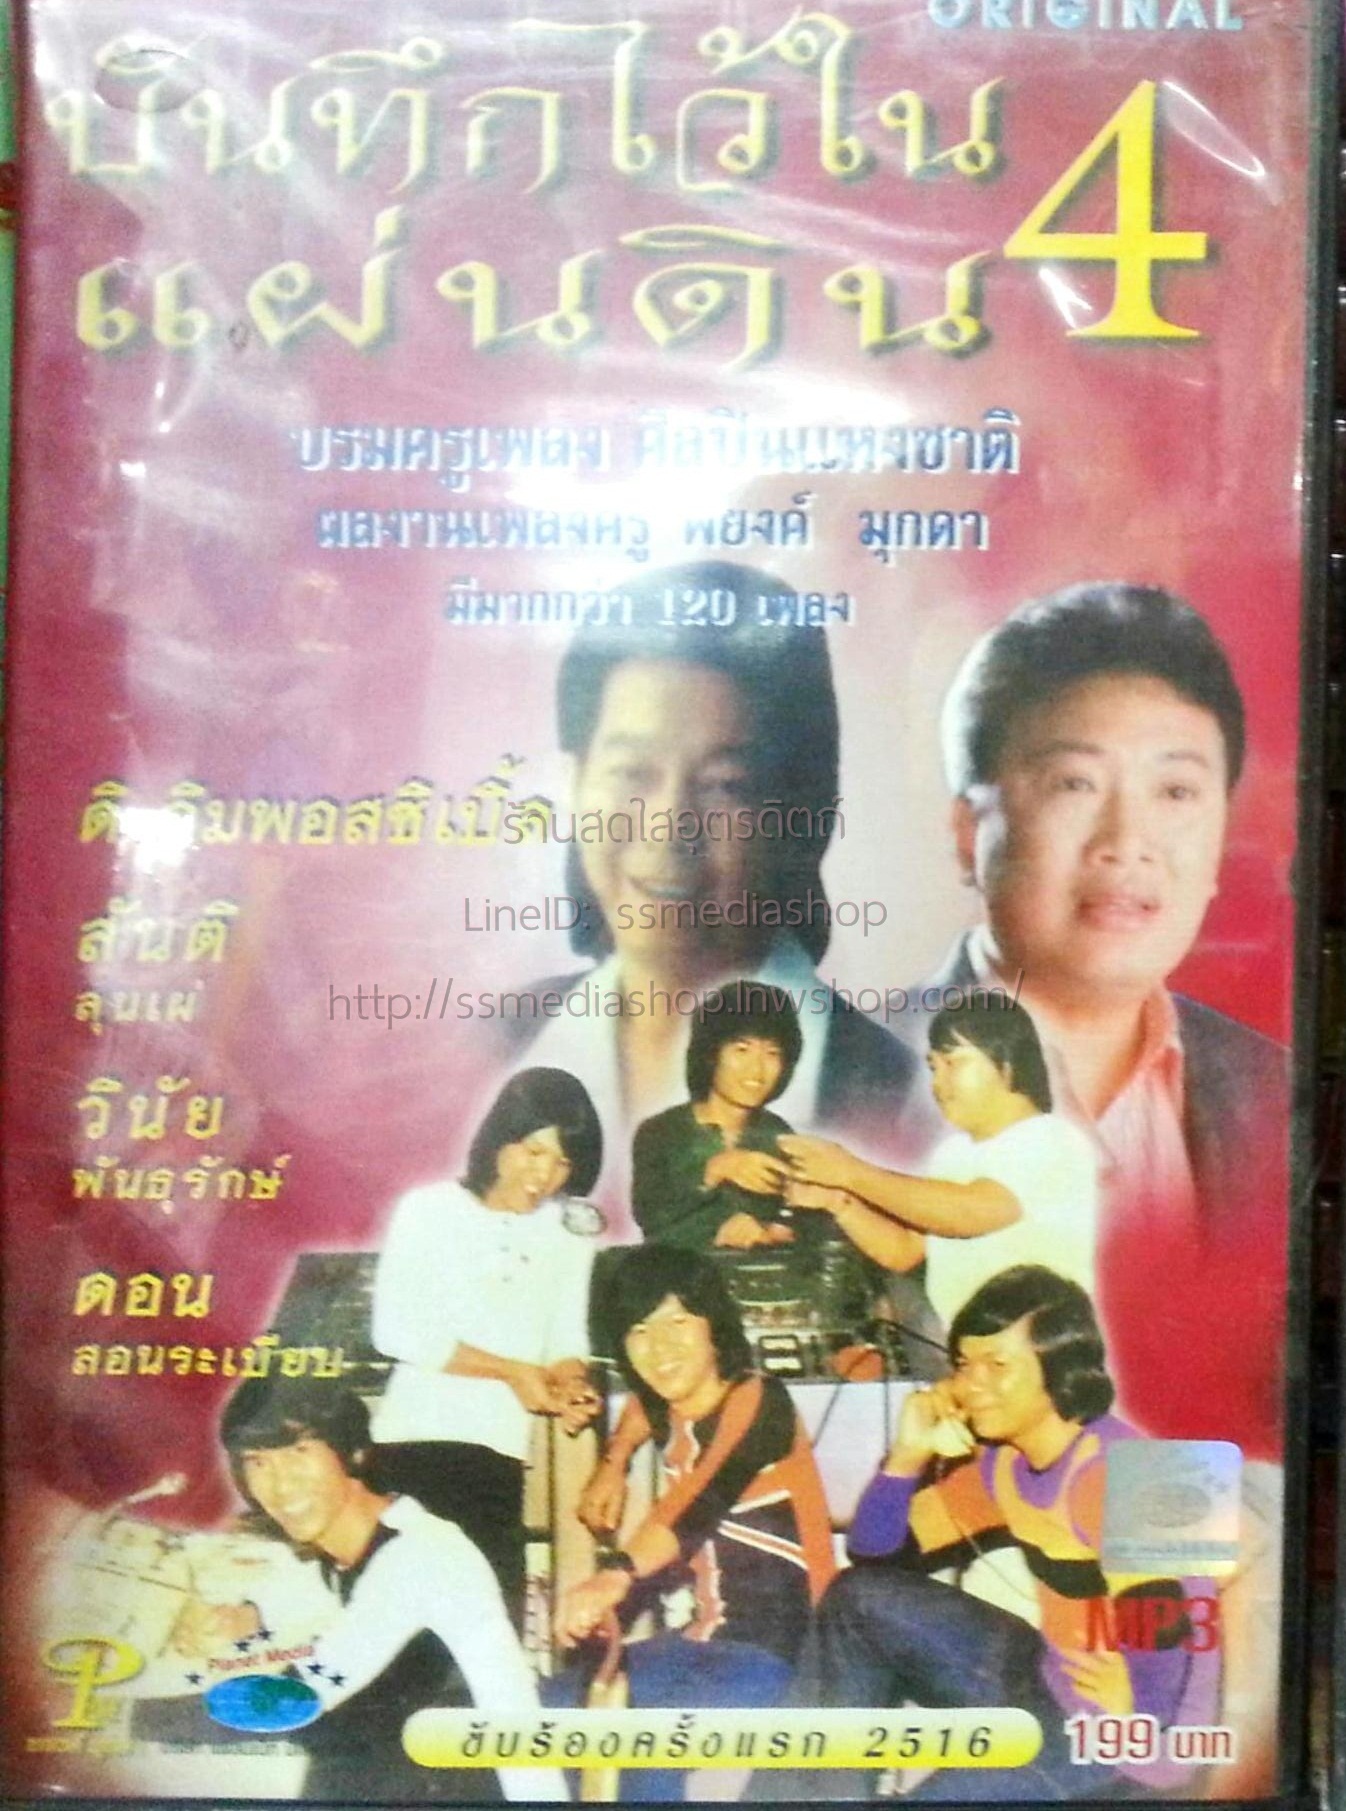 ORIGINAL
บันทึกไว้ใน
แผ่นดิน 4
บรมครูเพลง ศิลปินแห่งชาติ
ผลงานเพลงครู พยงค์ มุกดา
มีมากกว่า 120 เพลง
ดิ อิมพอสซิเบิ้ล
ร้านสดใสอุตรดิตถ์
สันติ
LineID: ssmediashop
ลุนเผ่
http://ssmediashop.lnwshop.com/
วินัย
พันธุรักษ์
ดอน
สอนระเบียบ
MP3
Planet Media
ขับร้องครั้งแรก 2516
199 บาท